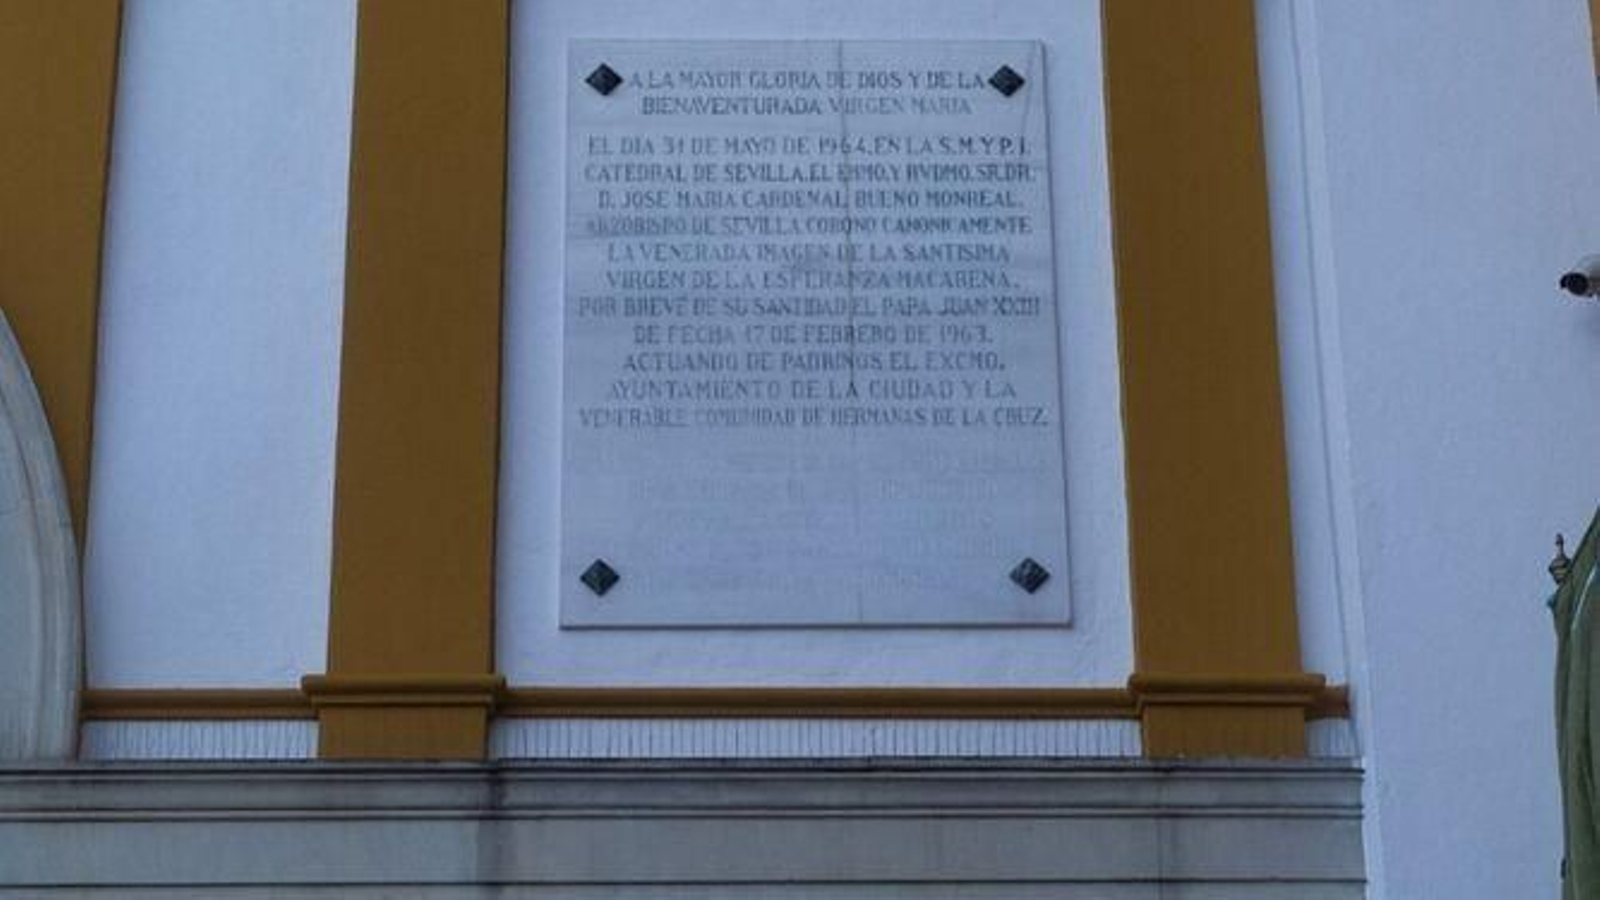 A LA MAYOR GLORIA DE DIOS Y DE LA
BIENAVENTURADA VIRGEN MARIA
EL DIA 31 DE MAYO DE 1964, EN LA S.M.Y P.I.
CATEDRAL DE SEVILLA, EL EMMO. Y RVDMO. SR. DR.
D. JOSE MARIA CARDENAL BUENO MONREAL,
ARZOBISPO DE SEVILLA CORONO CANONICAMENTE
LA VENERADA IMAGEN DE LA SANTISIMA
VIRGEN DE LA ESPERANZA MACARENA,
POR BREVE DE SU SANTIDAD EL PAPA JUAN XXIII
DE FECHA 17 DE FEBRERO DE 1963.
ACTUANDO DE PADRINOS EL EXCMO.
AYUNTAMIENTO DE LA CIUDAD Y LA
VENERABLE COMUNIDAD DE HERMANAS DE LA CRUZ.